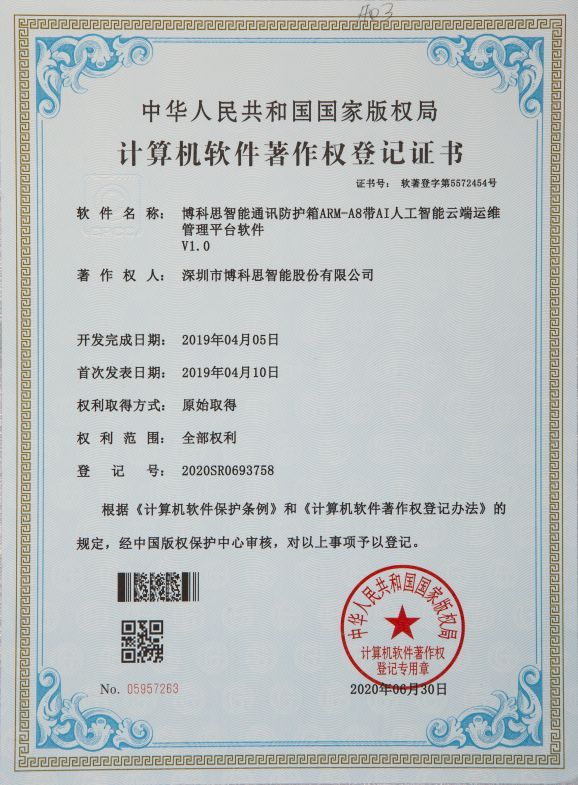 AP3
中华人民共和国国家版权局
计算机软件著作权登记证书
证书号： 软著登字第5572454号
软件名称： 博科思智能通讯防护箱ARM-A8带AI人工智能云端运维
管理平台软件
V1.0
著作权人： 深圳市博科思智能股份有限公司
开发完成日期： 2019年04月05日
首次发表日期： 2019年04月10日
权利取得方式： 原始取得
权利范围： 全部权利
登记号： 2020SR0693758
根据《计算机软件保护条例》和《计算机软件著作权登记办法》的
规定，经中国版权保护中心审核，对以上事项予以登记。
中华人民共和国国家版权局
计算机软件著作权
登记专用章
No. 05957263
2020年06月30日